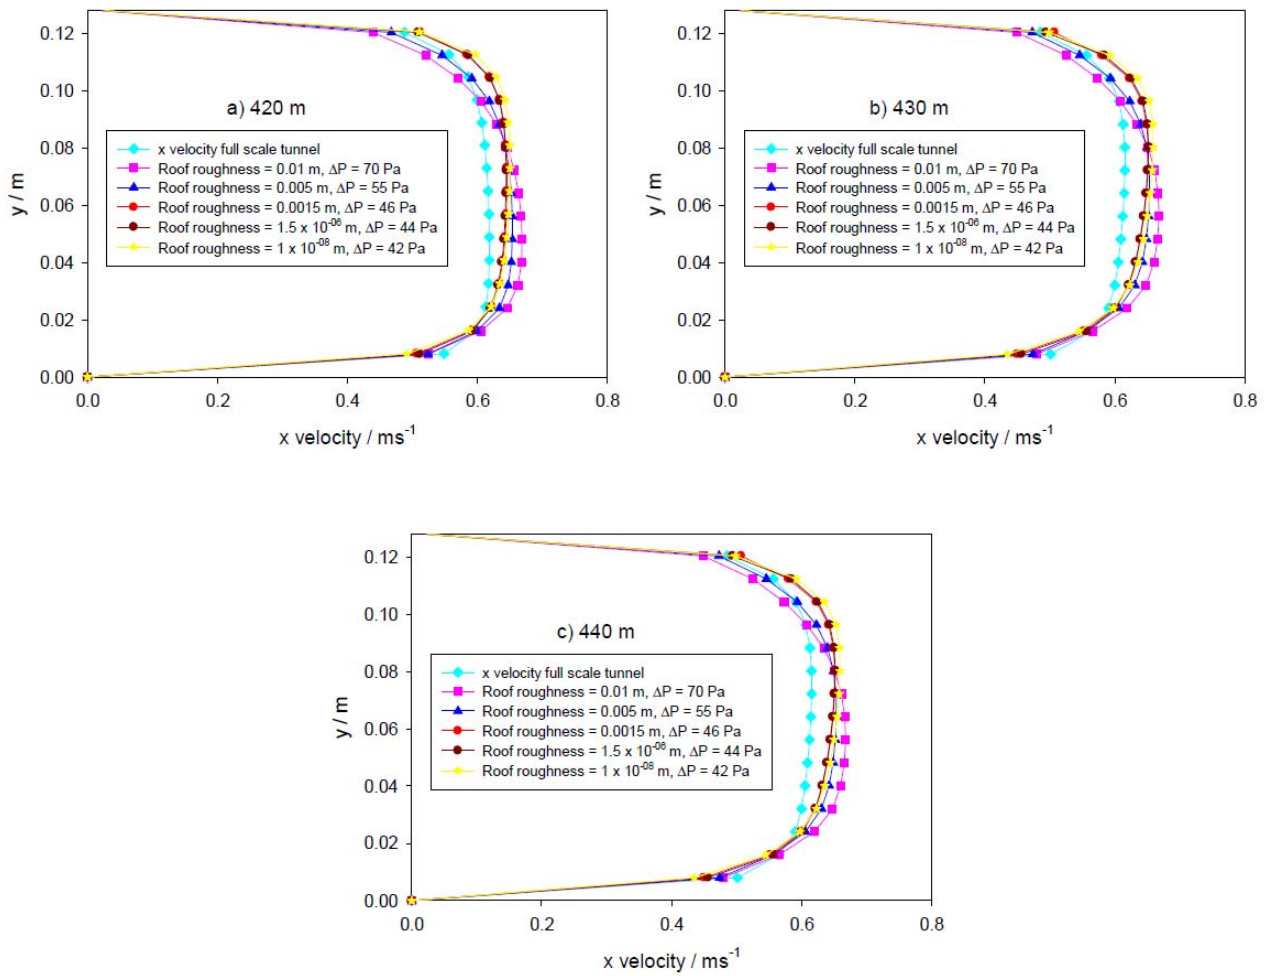 0.12
0.10
0.08
0.06
0.04
0.02
0.00
y / m
a) 420 m
x velocity full scale tunnel
Roof roughness = 0.01 m, ΔP = 70 Pa
Roof roughness = 0.005 m, ΔP = 55 Pa
Roof roughness = 0.0015 m, ΔP = 46 Pa
Roof roughness = 1.5 x 10⁻⁰⁶ m, ΔP = 44 Pa
Roof roughness = 1 x 10⁻⁰⁸ m, ΔP = 42 Pa
0.0 0.2 0.4 0.6 0.8
x velocity / ms⁻¹
0.12
0.10
0.08
0.06
0.04
0.02
0.00
y / m
b) 430 m
x velocity full scale tunnel
Roof roughness = 0.01 m, ΔP = 70 Pa
Roof roughness = 0.005 m, ΔP = 55 Pa
Roof roughness = 0.0015 m, ΔP = 46 Pa
Roof roughness = 1.5 x 10⁻⁰⁶ m, ΔP = 44 Pa
Roof roughness = 1 x 10⁻⁰⁸ m, ΔP = 42 Pa
0.0 0.2 0.4 0.6 0.8
x velocity / ms⁻¹
0.12
0.10
0.08
0.06
0.04
0.02
0.00
y / m
c) 440 m
x velocity full scale tunnel
Roof roughness = 0.01 m, ΔP = 70 Pa
Roof roughness = 0.005 m, ΔP = 55 Pa
Roof roughness = 0.0015 m, ΔP = 46 Pa
Roof roughness = 1.5 x 10⁻⁰⁶ m, ΔP = 44 Pa
Roof roughness = 1 x 10⁻⁰⁸ m, ΔP = 42 Pa
0.0 0.2 0.4 0.6 0.8
x velocity / ms⁻¹